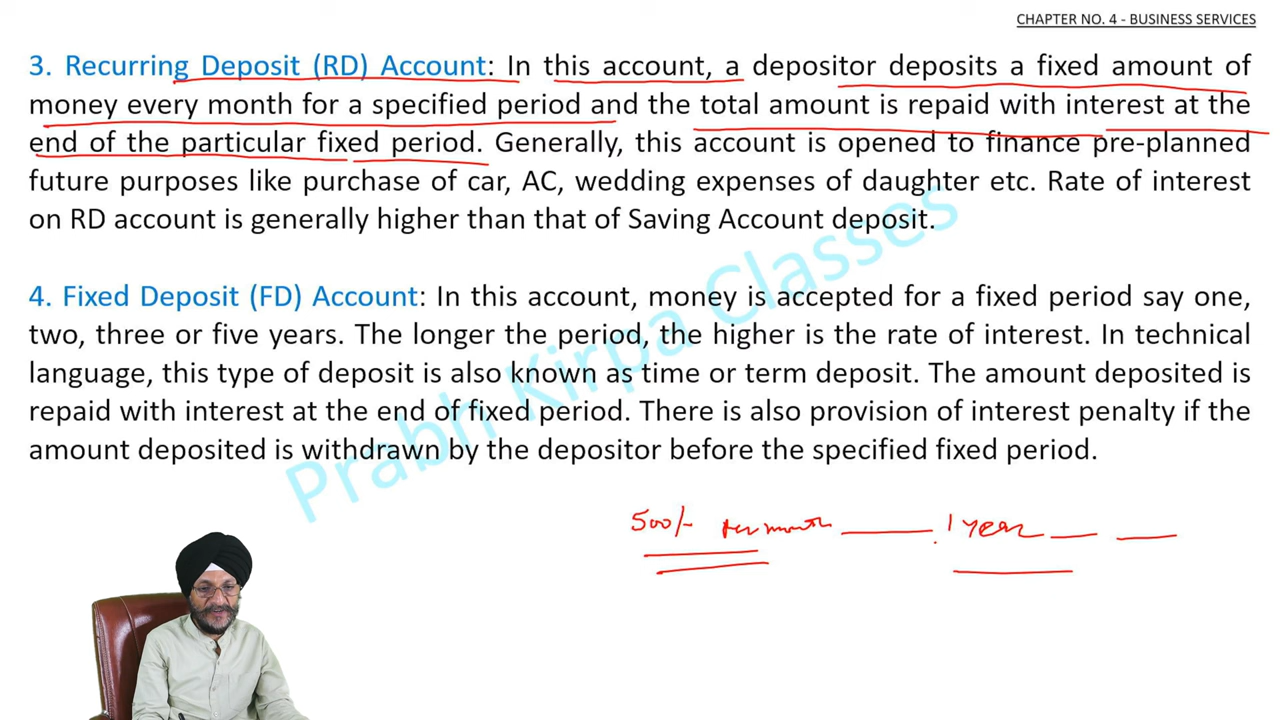 CHAPTER NO. 4 - BUSINESS SERVICES
3. Recurring Deposit (RD) Account: In this account, a depositor deposits a fixed amount of
money every month for a specified period and the total amount is repaid with interest at the
end of the particular fixed period. Generally, this account is opened to finance pre-planned
future purposes like purchase of car, AC, wedding expenses of daughter etc. Rate of interest
on RD account is generally higher than that of Saving Account deposit.
4. Fixed Deposit (FD) Account: In this account, money is accepted for a fixed period say one,
two, three or five years. The longer the period, the higher is the rate of interest. In technical
language, this type of deposit is also known as time or term deposit. The amount deposited is
repaid with interest at the end of fixed period. There is also provision of interest penalty if the
amount deposited is withdrawn by the depositor before the specified fixed period.
Prabh Kirpa Classes
500/- per month 1 year